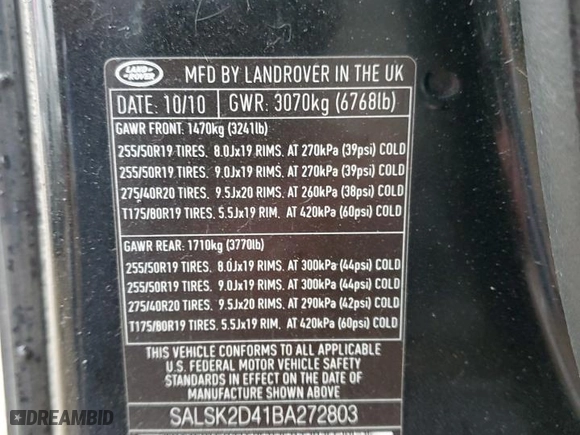 LAND-
ROVER
MFD BY LANDROVER IN THE UK
DATE: 10/10 GWR: 3070kg (6768lb)
GAWR FRONT: 1470kg (3241lb)
255/50R19 TIRES. 8.0Jx19 RIMS. AT 270kPa (39psi) COLD
255/50R19 TIRES. 9.0Jx19 RIMS. AT 270kPa (39psi) COLD
275/40R20 TIRES. 9.5Jx20 RIMS. AT 260kPa (38psi) COLD
T175/80R19 TIRES. 5.5Jx19 RIM. AT 420kPa (60psi) COLD
GAWR REAR: 1710kg (3770lb)
255/50R19 TIRES. 8.0Jx19 RIMS. AT 300kPa (44psi) COLD
255/50R19 TIRES. 9.0Jx19 RIMS. AT 300kPa (44psi) COLD
275/40R20 TIRES. 9.5Jx20 RIMS. AT 290kPa (42psi) COLD
T175/80R19 TIRES. 5.5Jx19 RIM. AT 420kPa (60psi) COLD
THIS VEHICLE CONFORMS TO ALL APPLICABLE
U.S. FEDERAL MOTOR VEHICLE SAFETY
STANDARDS IN EFFECT ON THE DATE OF
MANUFACTURE SHOWN ABOVE
SALSK2D41BA272803
DREAMBID